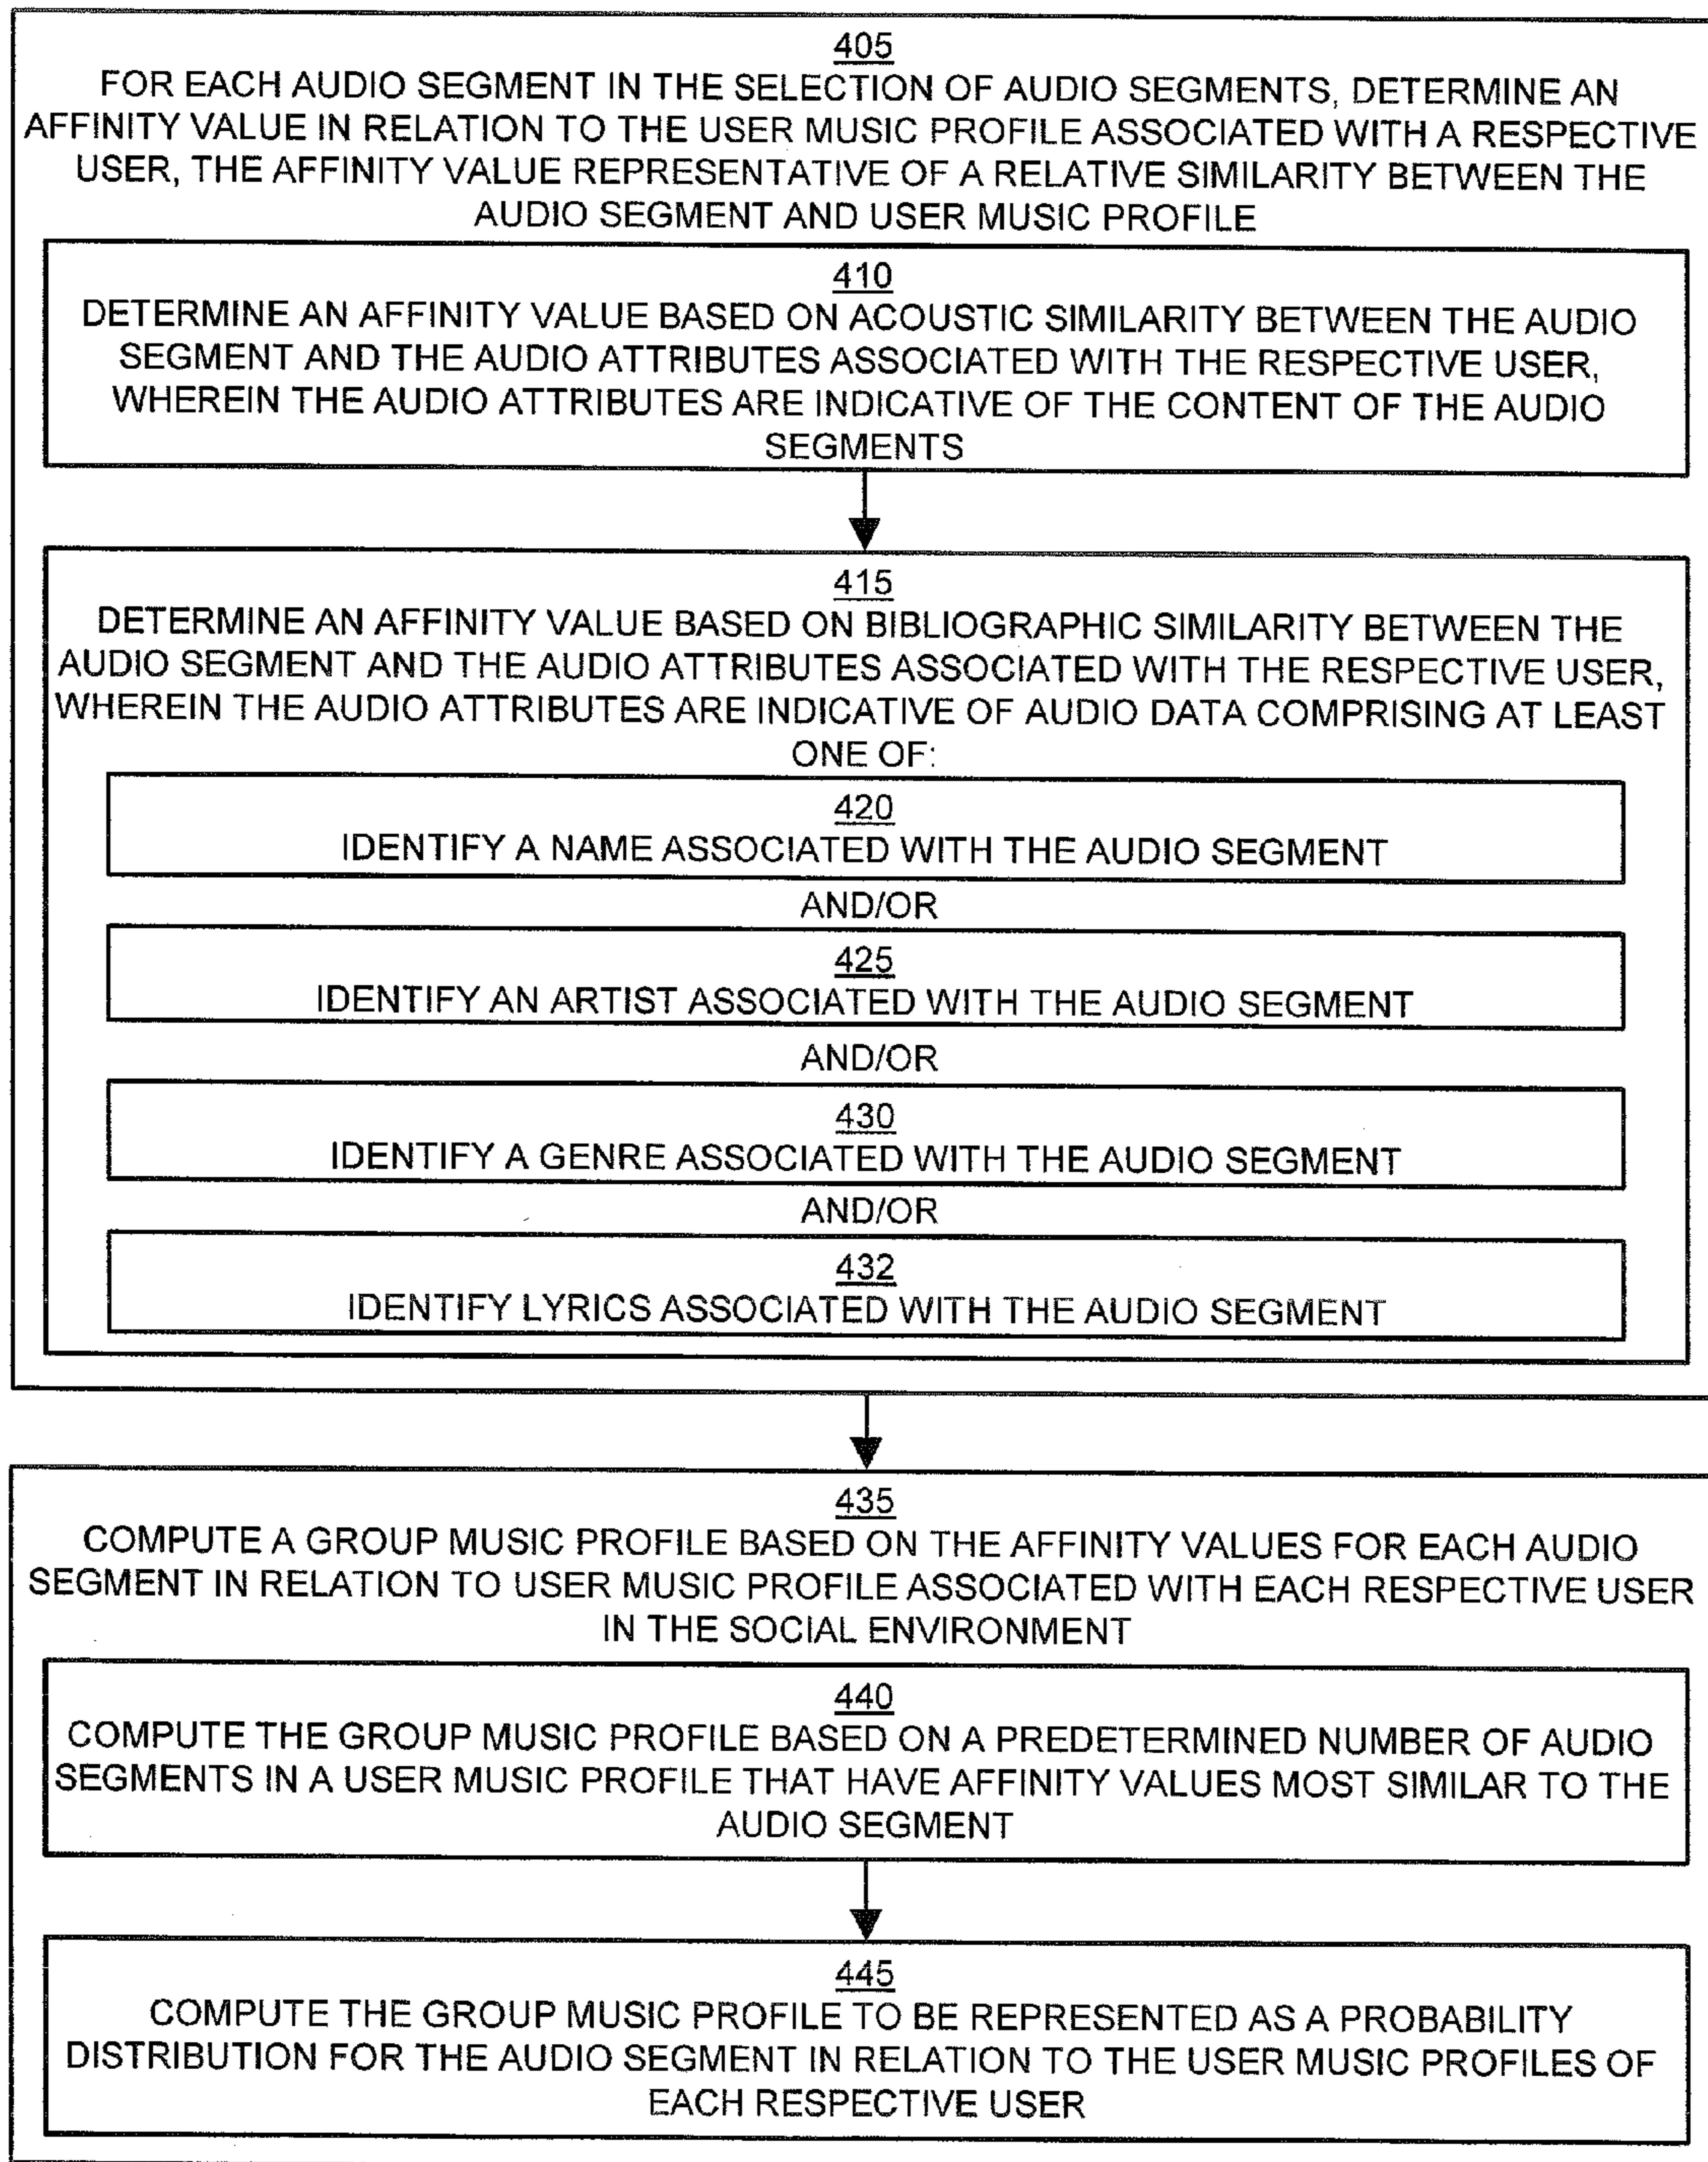 405
FOR EACH AUDIO SEGMENT IN THE SELECTION OF AUDIO SEGMENTS, DETERMINE AN
AFFINITY VALUE IN RELATION TO THE USER MUSIC PROFILE ASSOCIATED WITH A RESPECTIVE
USER, THE AFFINITY VALUE REPRESENTATIVE OF A RELATIVE SIMILARITY BETWEEN THE
AUDIO SEGMENT AND USER MUSIC PROFILE
410
DETERMINE AN AFFINITY VALUE BASED ON ACOUSTIC SIMILARITY BETWEEN THE AUDIO
SEGMENT AND THE AUDIO ATTRIBUTES ASSOCIATED WITH THE RESPECTIVE USER,
WHEREIN THE AUDIO ATTRIBUTES ARE INDICATIVE OF THE CONTENT OF THE AUDIO
SEGMENTS
415
DETERMINE AN AFFINITY VALUE BASED ON BIBLIOGRAPHIC SIMILARITY BETWEEN THE
AUDIO SEGMENT AND THE AUDIO ATTRIBUTES ASSOCIATED WITH THE RESPECTIVE USER,
WHEREIN THE AUDIO ATTRIBUTES ARE INDICATIVE OF AUDIO DATA COMPRISING AT LEAST
ONE OF:
420
IDENTIFY A NAME ASSOCIATED WITH THE AUDIO SEGMENT
AND/OR
425
IDENTIFY AN ARTIST ASSOCIATED WITH THE AUDIO SEGMENT
AND/OR
430
IDENTIFY A GENRE ASSOCIATED WITH THE AUDIO SEGMENT
AND/OR
432
IDENTIFY LYRICS ASSOCIATED WITH THE AUDIO SEGMENT
435
COMPUTE A GROUP MUSIC PROFILE BASED ON THE AFFINITY VALUES FOR EACH AUDIO
SEGMENT IN RELATION TO USER MUSIC PROFILE ASSOCIATED WITH EACH RESPECTIVE USER
IN THE SOCIAL ENVIRONMENT
440
COMPUTE THE GROUP MUSIC PROFILE BASED ON A PREDETERMINED NUMBER OF AUDIO
SEGMENTS IN A USER MUSIC PROFILE THAT HAVE AFFINITY VALUES MOST SIMILAR TO THE
AUDIO SEGMENT
445
COMPUTE THE GROUP MUSIC PROFILE TO BE REPRESENTED AS A PROBABILITY
DISTRIBUTION FOR THE AUDIO SEGMENT IN RELATION TO THE USER MUSIC PROFILES OF
EACH RESPECTIVE USER